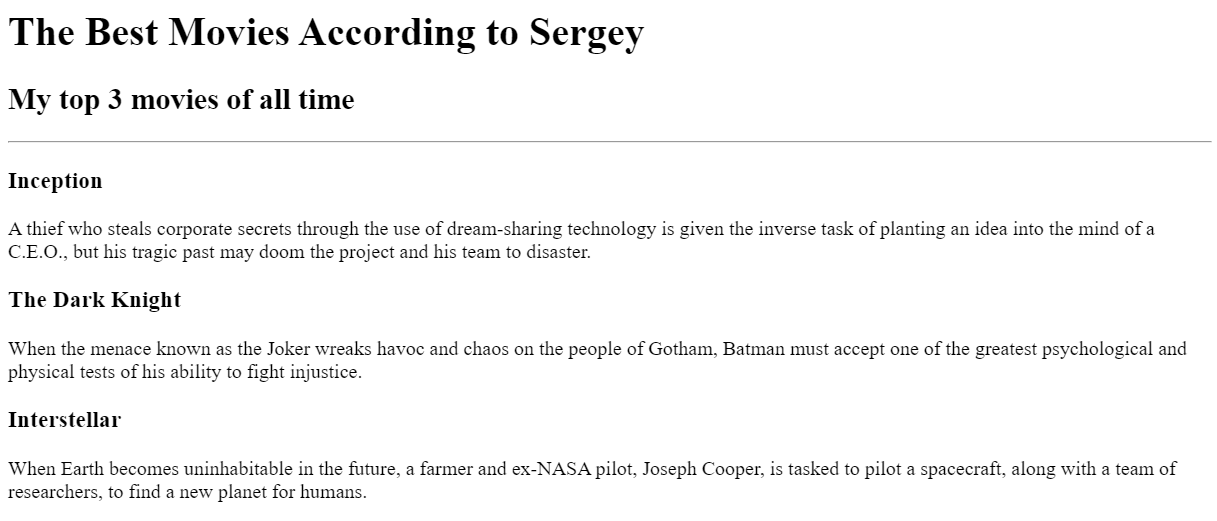 The Best Movies According to Sergey
My top 3 movies of all time
Inception
A thief who steals corporate secrets through the use of dream-sharing technology is given the inverse task of planting an idea into the mind of a
C.E.O., but his tragic past may doom the project and his team to disaster.
The Dark Knight
When the menace known as the Joker wreaks havoc and chaos on the people of Gotham, Batman must accept one of the greatest psychological and
physical tests of his ability to fight injustice.
Interstellar
When Earth becomes uninhabitable in the future, a farmer and ex-NASA pilot, Joseph Cooper, is tasked to pilot a spacecraft, along with a team of
researchers, to find a new planet for humans.